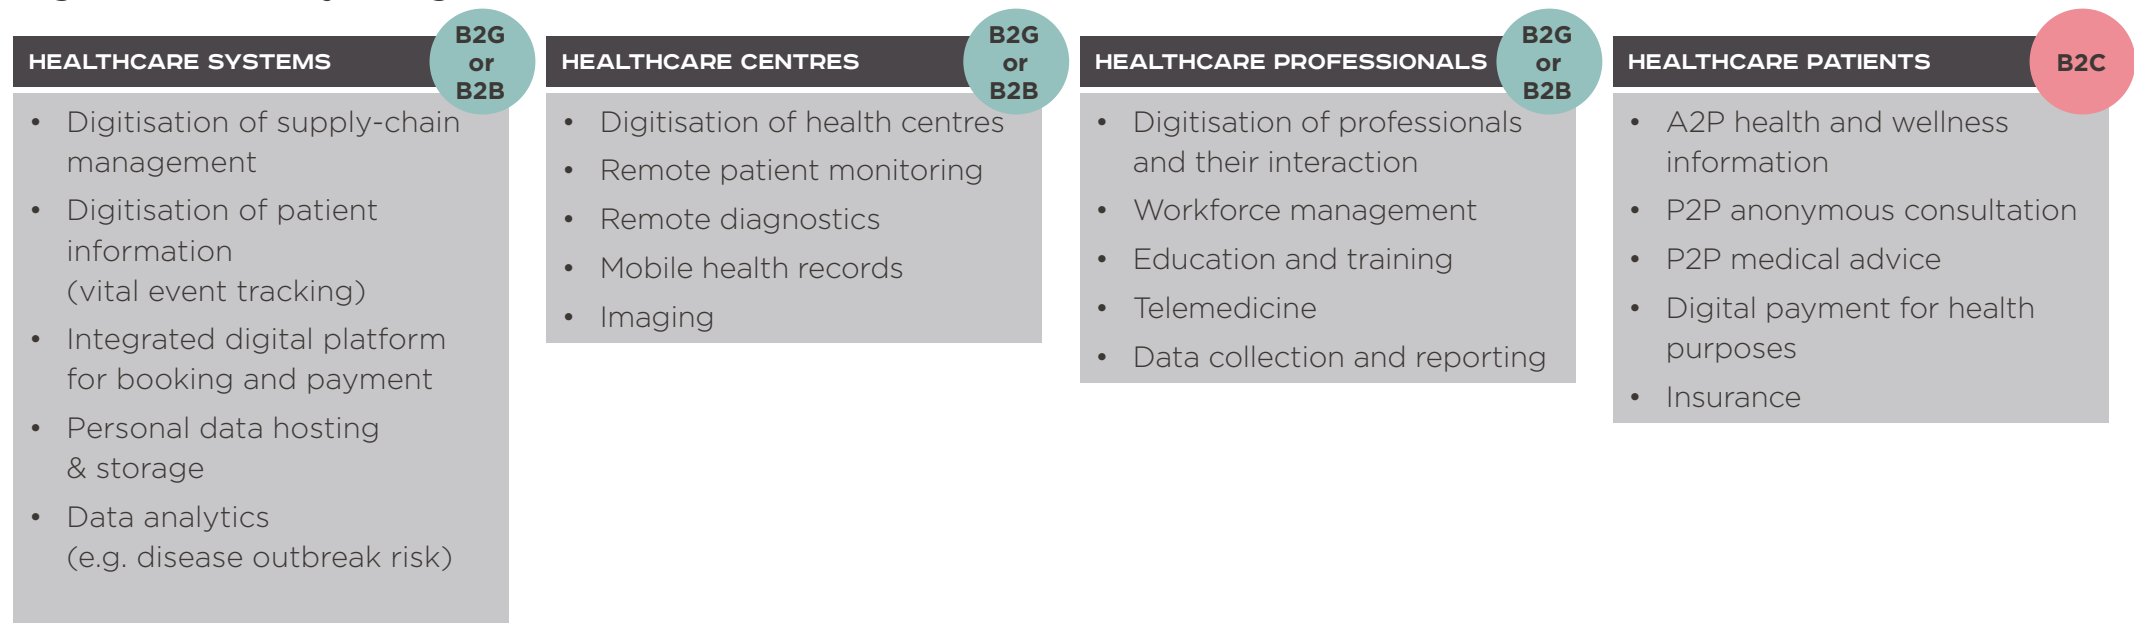 HEALTHCARE SYSTEMS
B2G
or
B2B
• Digitisation of supply-chain
management
• Digitisation of patient
information
(vital event tracking)
• Integrated digital platform
for booking and payment
• Personal data hosting
& storage
• Data analytics
(e.g. disease outbreak risk)
HEALTHCARE CENTRES
B2G
or
B2B
• Digitisation of health centres
• Remote patient monitoring
• Remote diagnostics
• Mobile health records
• Imaging
HEALTHCARE PROFESSIONALS
B2G
or
B2B
• Digitisation of professionals
and their interaction
• Workforce management
• Education and training
• Telemedicine
• Data collection and reporting
HEALTHCARE PATIENTS
B2C
• A2P health and wellness
information
• P2P anonymous consultation
• P2P medical advice
• Digital payment for health
purposes
• Insurance